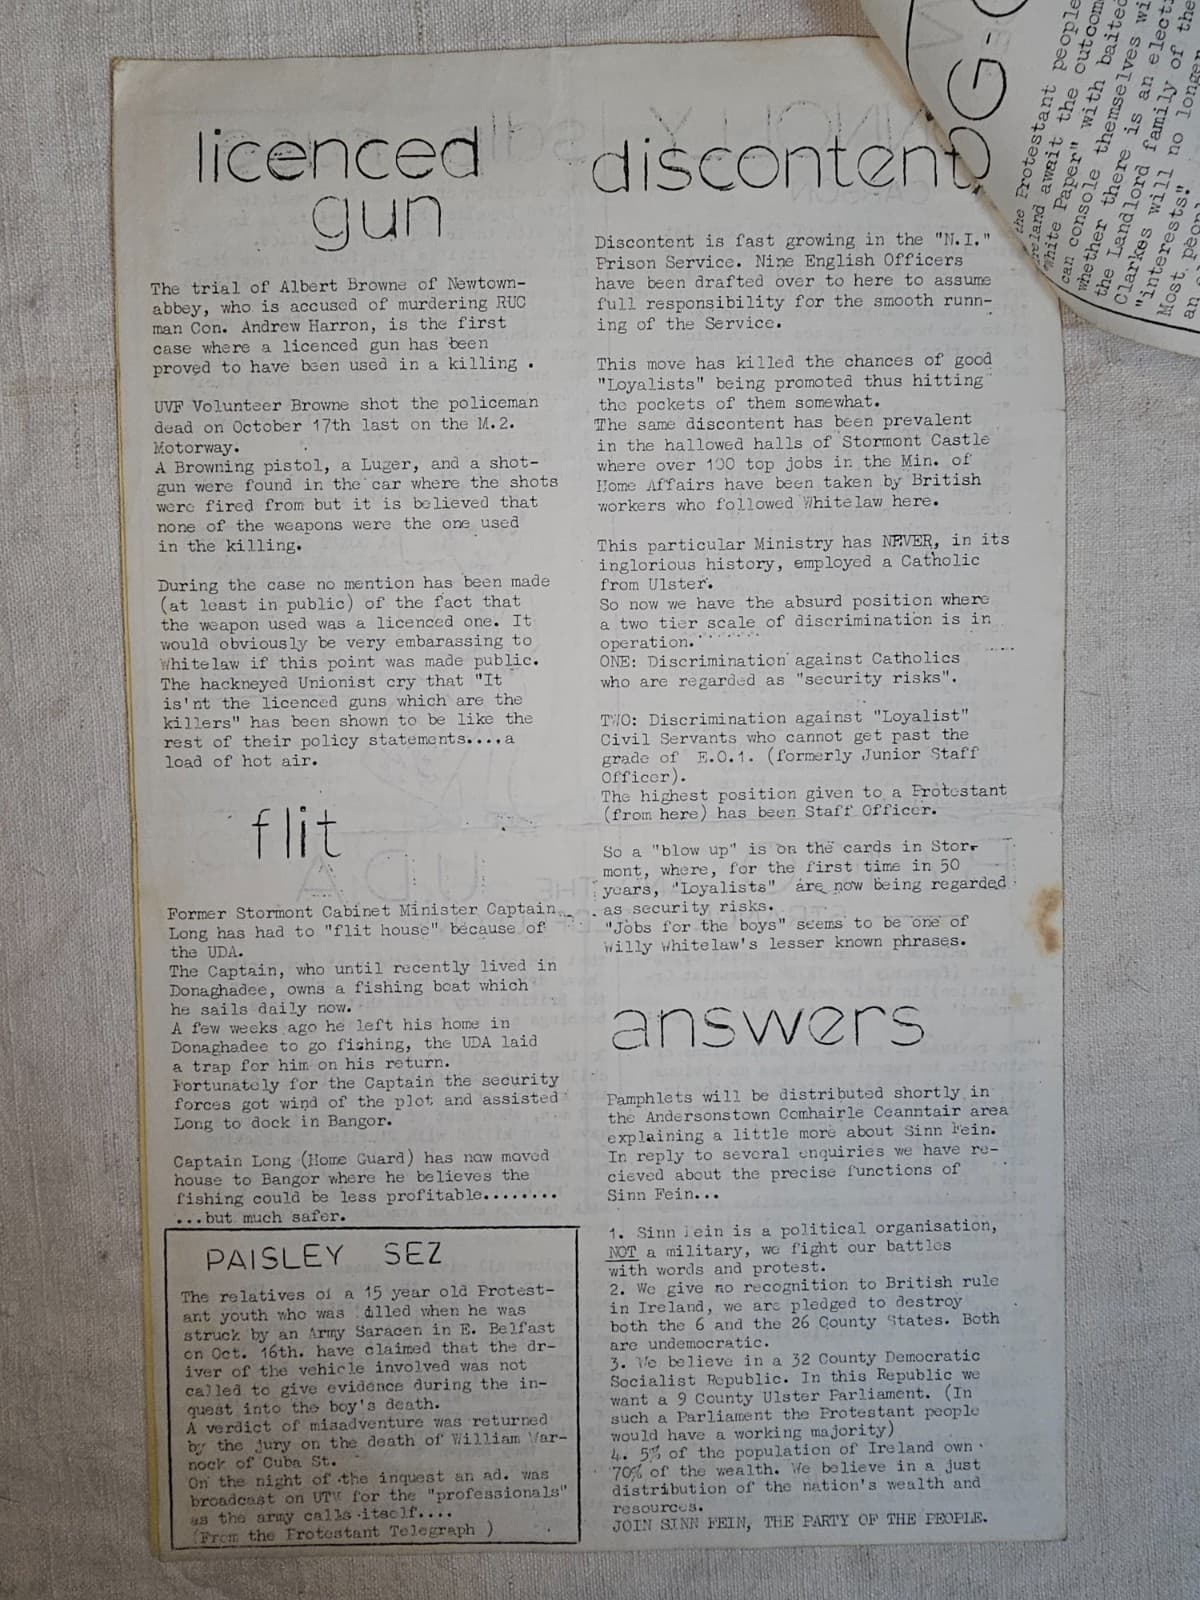 licenced
gun
The trial of Albert Browne of Newtown-
abbey, who is accused of murdering RUC
man Con. Andrew Harron, is the first
case where a licenced gun has been
proved to have been used in a killing .
UVF Volunteer Browne shot the policeman
dead on October 17th last on the M.2.
Motorway.
A Browning pistol, a Luger, and a shot-
gun were found in the car where the shots
were fired from but it is believed that
none of the weapons were the one used
in the killing.
During the case no mention has been made
(at least in public) of the fact that
the weapon used was a licenced one. It
would obviously be very embarassing to
Whitelaw if this point was made public.
The hackneyed Unionist cry that "It
is'nt the licenced guns which are the
killers" has been shown to be like the
rest of their policy statements....a
load of hot air.
flit
Former Stormont Cabinet Minister Captain
Long has had to "flit house" because of
the UDA.
The Captain, who until recently lived in
Donaghadee, owns a fishing boat which
he sails daily now.
A few weeks ago he left his home in
Donaghadee to go fishing, the UDA laid
a trap for him on his return.
Fortunately for the Captain the security
forces got wind of the plot and assisted
Long to dock in Bangor.
Captain Long (Home Guard) has now moved
house to Bangor where he believes the
fishing could be less profitable.........
...but much safer.
PAISLEY SEZ
The relatives of a 15 year old Protest-
ant youth who was killed when he was
struck by an Army Saracen in E. Belfast
on Oct. 16th. have claimed that the dr-
iver of the vehicle involved was not
called to give evidence during the in-
quest into the boy's death.
A verdict of misadventure was returned
by the jury on the death of William War-
nock of Cuba St.
On the night of the inquest an ad. was
broadcast on UTV for the "professionals"
as the army calls itself....
(From the Protestant Telegraph )
discontent
Discontent is fast growing in the "N.I."
Prison Service. Nine English Officers
have been drafted over to here to assume
full responsibility for the smooth runn-
ing of the Service.
This move has killed the chances of good
"Loyalists" being promoted thus hitting
the pockets of them somewhat.
The same discontent has been prevalent
in the hallowed halls of Stormont Castle
where over 100 top jobs in the Min. of
Home Affairs have been taken by British
workers who followed Whitelaw here.
This particular Ministry has NEVER, in its
inglorious history, employed a Catholic
from Ulster.
So now we have the absurd position where
a two tier scale of discrimination is in
operation.
ONE: Discrimination against Catholics
who are regarded as "security risks".
TWO: Discrimination against "Loyalist"
Civil Servants who cannot get past the
grade of E.O.1. (formerly Junior Staff
Officer).
The highest position given to a Protestant
(from here) has been Staff Officer.
So a "blow up" is on the cards in Stor-
mont, where, for the first time in 50
years, "Loyalists" are now being regarded
as security risks.
"Jobs for the boys" seems to be one of
Willy Whitelaw's lesser known phrases.
answers
Pamphlets will be distributed shortly in
the Andersonstown Comhairle Ceanntair area
explaining a little more about Sinn Fein.
In reply to several enquiries we have re-
cieved about the precise functions of
Sinn Fein...
1. Sinn Fein is a political organisation,
NOT a military, we fight our battles
with words and protest.
2. We give no recognition to British rule
in Ireland, we are pledged to destroy
both the 6 and the 26 County States. Both
are undemocratic.
3. We believe in a 32 County Democratic
Socialist Republic. In this Republic we
want a 9 County Ulster Parliament. (In
such a Parliament the Protestant people
would have a working majority)
4. 5% of the population of Ireland own
70% of the wealth. We believe in a just
distribution of the nation's wealth and
resources.
JOIN SINN FEIN, THE PARTY OF THE PEOPLE.
the Protestant people
await the outcom
White Paper" with baited
can console themselves wi
whether there is an elect
the Landlord family of the
Clarkes will no longer
"interests".
Most people
an